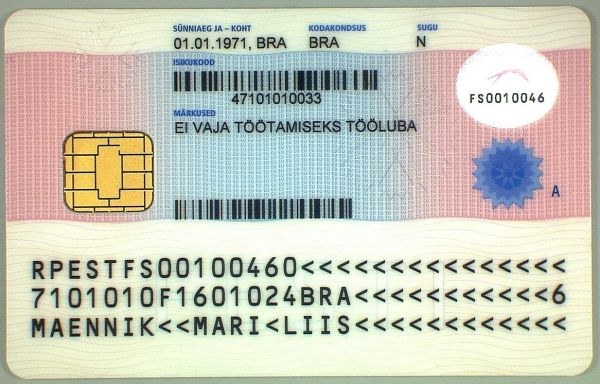 SÜNNIAEG JA – KOHT KODAKONDSUS SUGU
01.01.1971, BRA BRA N
ISIKUKOOD
47101010033
FS0010046
MÄRKUSED
EI VAJA TÖÖTAMISEKS TÖÖLUBA
A
RPESTFS00100460<<<<<<<<<<<<<<<
7101010F1601024BRA<<<<<<<<<<<6
MAENNIK<<MARI<LIIS<<<<<<<<<<<<